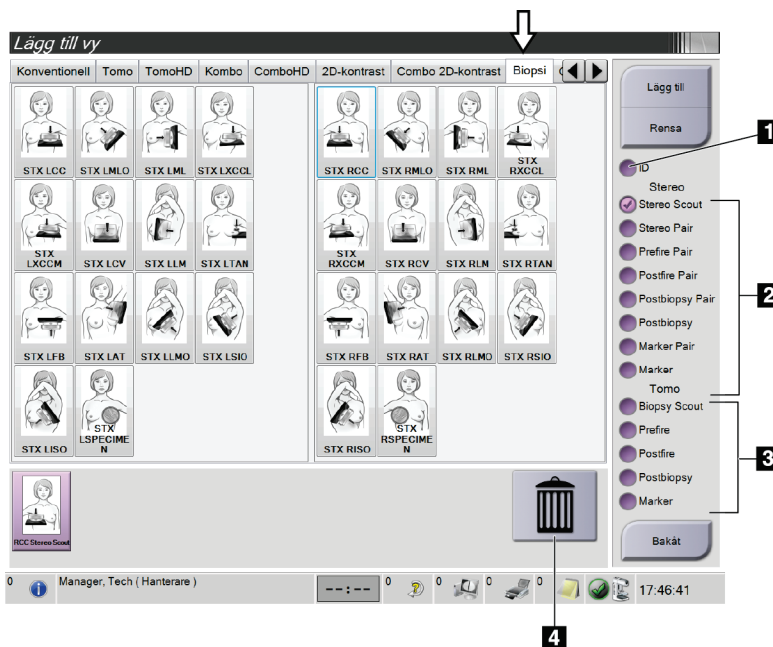 Lägg till vy
Konventionell Tomo TomoHD Kombo ComboHD 2D-kontrast Combo 2D-kontrast Biopsi
Lägg till
Rensa
1
ID
Stereo
Stereo Scout
Stereo Pair
Prefire Pair
Postfire Pair
Postbiopsy Pair
Postbiopsy
Marker Pair
Marker
2
Tomo
Biopsy Scout
Prefire
Postfire
Postbiopsy
Marker
3
Bakåt
STX LCC STX LMLO STX LML STX LXCCL
STX
LXCCM STX LCV STX LLM STX LTAN
STX LFB STX LAT STX LLMO STX LSIO
STX LISO STX
LSPECIME
N
STX RCC STX RMLO STX RML STX
RXCCL
STX
RXCCM STX RCV STX RLM STX RTAN
STX RFB STX RAT STX RLMO STX RSIO
STX RISO STX
RSPECIME
N
RCC Stereo Scout
0 Manager, Tech ( Hanterare ) --:-- 0 0 0 0 17:46:41
4